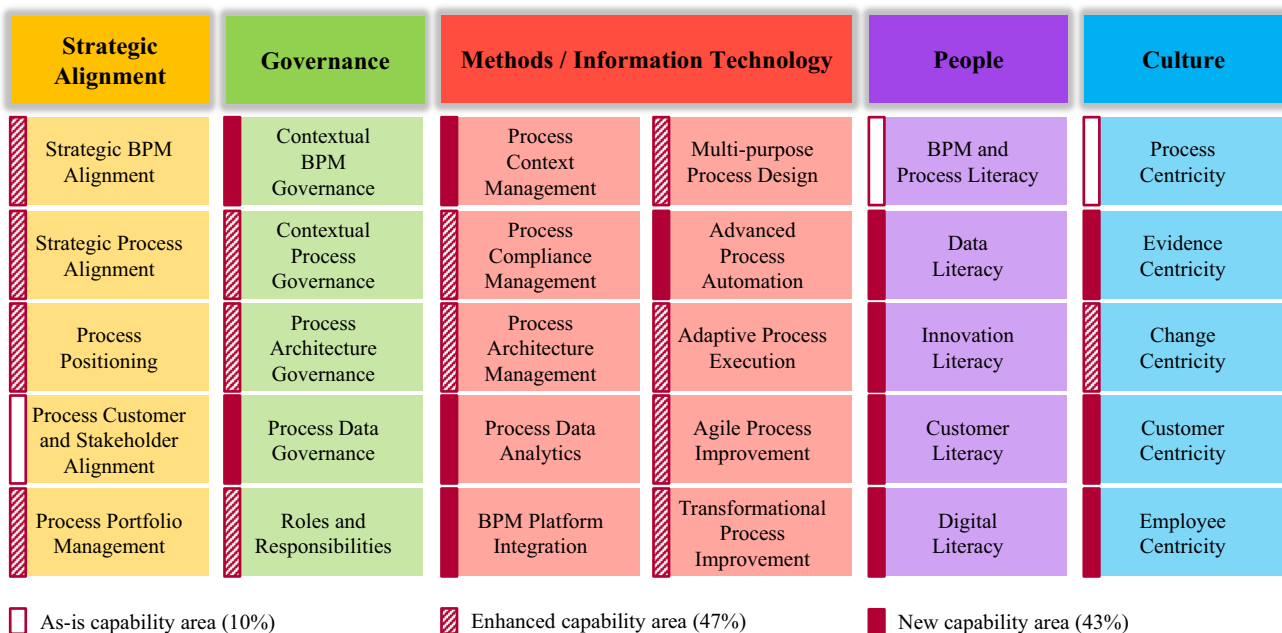 Strategic
Alignment
Governance
Methods / Information Technology
People
Culture
Strategic BPM
Alignment
Contextual
BPM
Governance
Process
Context
Management
Multi-purpose
Process Design
BPM and
Process Literacy
Process
Centricity
Strategic Process
Alignment
Contextual
Process
Governance
Process
Compliance
Management
Advanced
Process
Automation
Data
Literacy
Evidence
Centricity
Process
Positioning
Process
Architecture
Governance
Process
Architecture
Management
Adaptive Process
Execution
Innovation
Literacy
Change
Centricity
Process Customer
and Stakeholder
Alignment
Process Data
Governance
Process Data
Analytics
Agile Process
Improvement
Customer
Literacy
Customer
Centricity
Process Portfolio
Management
Roles and
Responsibilities
BPM Platform
Integration
Transformational
Process
Improvement
Digital
Literacy
Employee
Centricity
As-is capability area (10%)
Enhanced capability area (47%)
New capability area (43%)